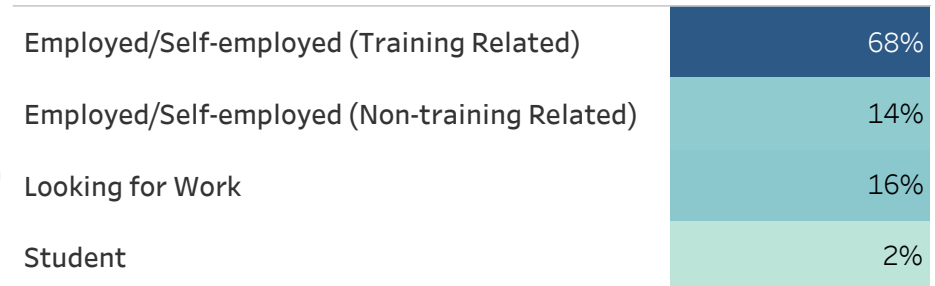 Employed/Self-employed (Training Related) 68%
Employed/Self-employed (Non-training Related) 14%
Looking for Work 16%
Student 2%